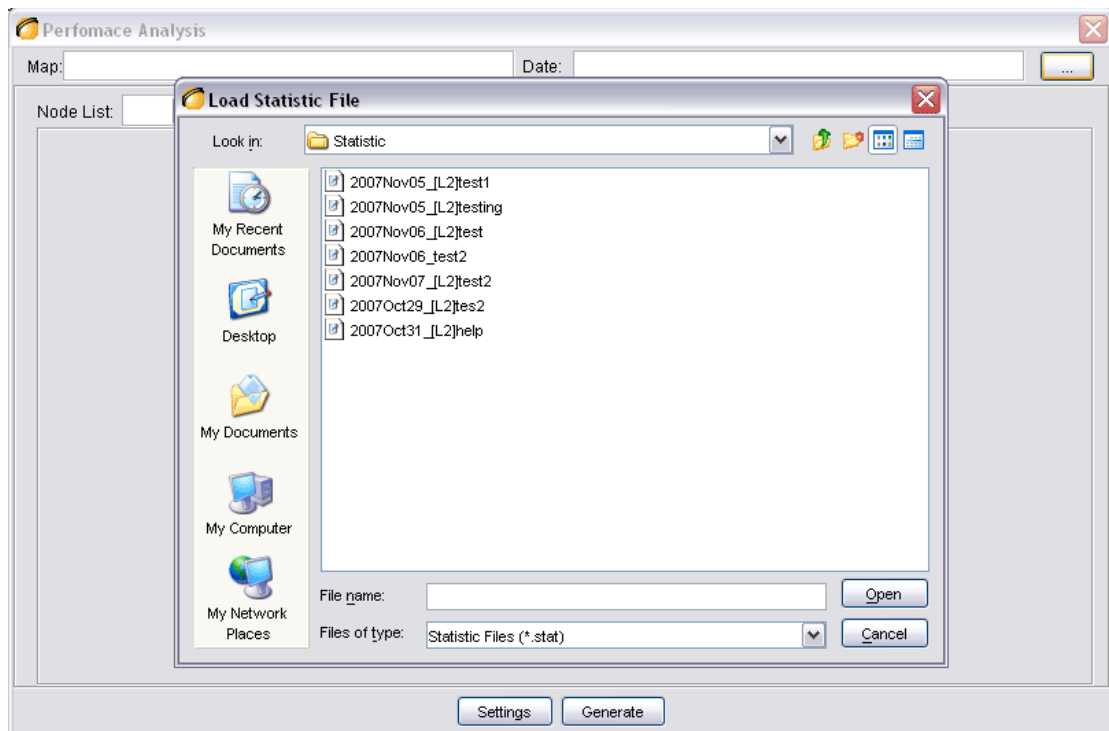 Perfomace Analysis
Map: Date: ...
Node List:
Load Statistic File
Look in: Statistic
My Recent Documents
Desktop
My Documents
My Computer
My Network Places
2007Nov05_[L2]test1
2007Nov05_[L2]testing
2007Nov06_[L2]test
2007Nov06_test2
2007Nov07_[L2]test2
2007Oct29_[L2]tes2
2007Oct31_[L2]help
File name: Open
Files of type: Statistic Files (*.stat) Cancel
Settings Generate